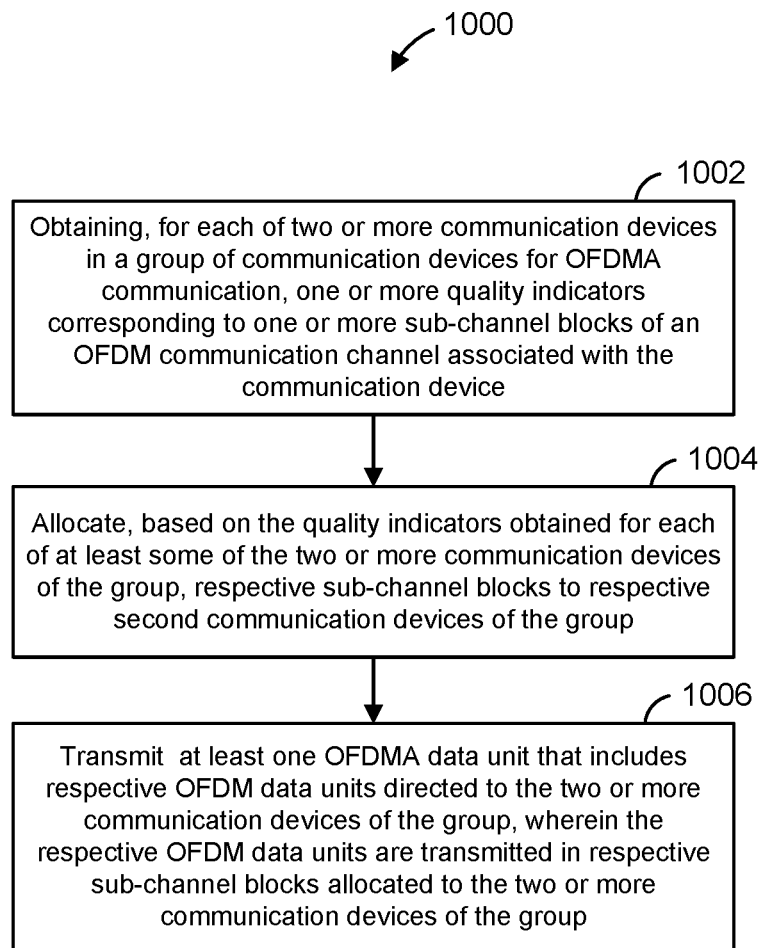 1000
1002
Obtaining, for each of two or more communication devices
in a group of communication devices for OFDMA
communication, one or more quality indicators
corresponding to one or more sub-channel blocks of an
OFDM communication channel associated with the
communication device
1004
Allocate, based on the quality indicators obtained for each
of at least some of the two or more communication devices
of the group, respective sub-channel blocks to respective
second communication devices of the group
1006
Transmit at least one OFDMA data unit that includes
respective OFDM data units directed to the two or more
communication devices of the group, wherein the
respective OFDM data units are transmitted in respective
sub-channel blocks allocated to the two or more
communication devices of the group